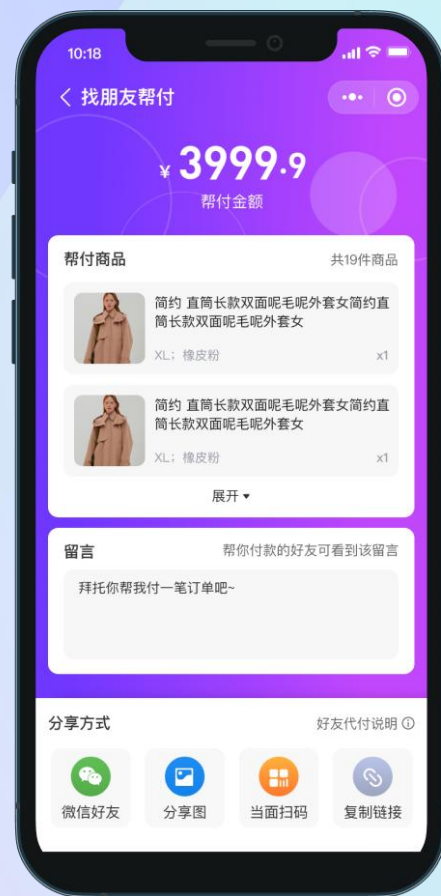 10:18
找朋友帮付
¥3999.9
帮付金额
帮付商品
共19件商品
简约 直筒长款双面呢毛呢外套女简约直
筒长款双面呢毛呢外套女
XL；橡皮粉
x1
简约 直筒长款双面呢毛呢外套女简约直
筒长款双面呢毛呢外套女
XL；橡皮粉
x1
展开
留言
帮你付款的好友可看到该留言
拜托你帮我付一笔订单吧~
分享方式
好友代付说明
微信好友
分享图
当面扫码
复制链接